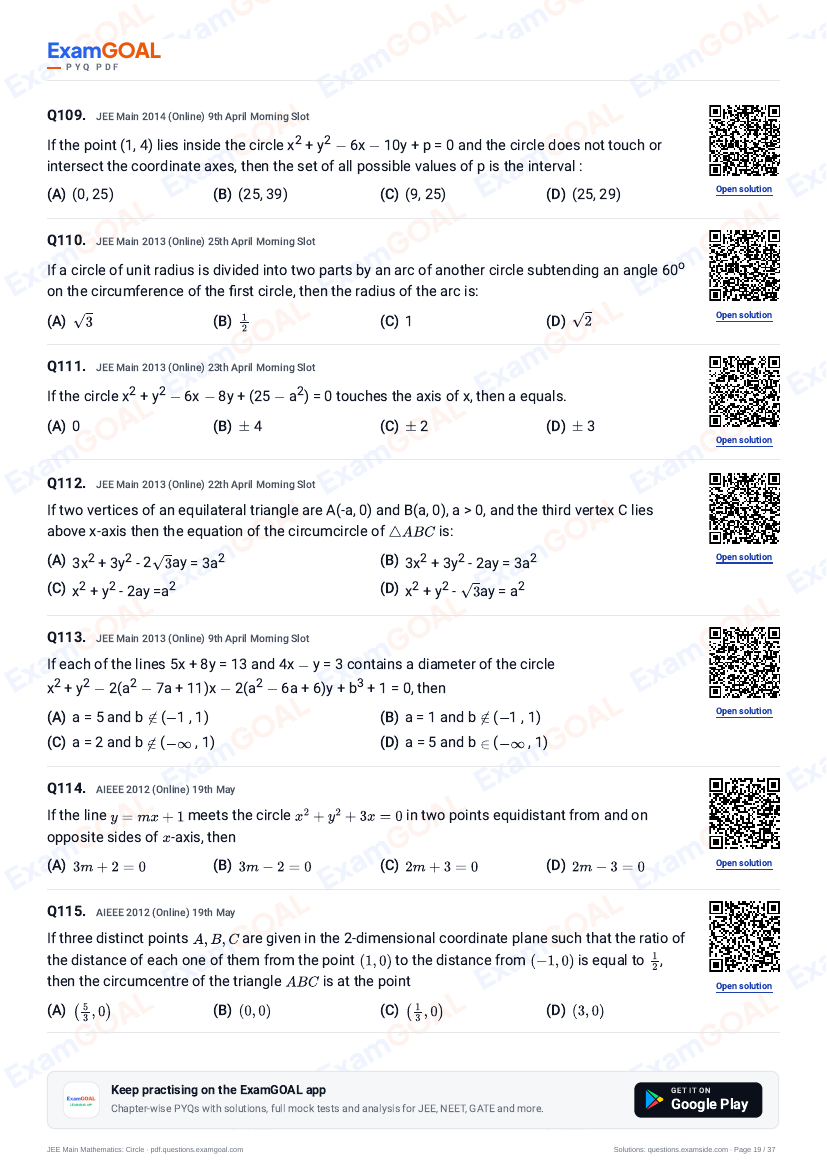 ExamGOAL
PYQ PDF
Q109. JEE Main 2014 (Online) 9th April Morning Slot
If the point (1, 4) lies inside the circle x² + y² − 6x − 10y + p = 0 and the circle does not touch or
intersect the coordinate axes, then the set of all possible values of p is the interval :
(A) (0, 25) (B) (25, 39) (C) (9, 25) (D) (25, 29)
Open solution
Q110. JEE Main 2013 (Online) 25th April Morning Slot
If a circle of unit radius is divided into two parts by an arc of another circle subtending an angle 60⁰
on the circumference of the first circle, then the radius of the arc is:
(A) √3 (B) 1/2 (C) 1 (D) √2
Open solution
Q111. JEE Main 2013 (Online) 23th April Morning Slot
If the circle x² + y² − 6x − 8y + (25 − a²) = 0 touches the axis of x, then a equals.
(A) 0 (B) ± 4 (C) ± 2 (D) ± 3
Open solution
Q112. JEE Main 2013 (Online) 22th April Morning Slot
If two vertices of an equilateral triangle are A(-a, 0) and B(a, 0), a > 0, and the third vertex C lies
above x-axis then the equation of the circumcircle of △ABC is:
(A) 3x² + 3y² - 2√3ay = 3a² (B) 3x² + 3y² - 2ay = 3a²
(C) x² + y² - 2ay =a² (D) x² + y² - √3ay = a²
Open solution
Q113. JEE Main 2013 (Online) 9th April Morning Slot
If each of the lines 5x + 8y = 13 and 4x − y = 3 contains a diameter of the circle
x² + y² − 2(a² − 7a + 11)x − 2(a² − 6a + 6)y + b³ + 1 = 0, then
(A) a = 5 and b ∉ (−1 , 1) (B) a = 1 and b ∉ (−1 , 1)
(C) a = 2 and b ∉ (−∞ , 1) (D) a = 5 and b ∈ (−∞ , 1)
Open solution
Q114. AIEEE 2012 (Online) 19th May
If the line y = mx + 1 meets the circle x² + y² + 3x = 0 in two points equidistant from and on
opposite sides of x-axis, then
(A) 3m + 2 = 0 (B) 3m − 2 = 0 (C) 2m + 3 = 0 (D) 2m − 3 = 0
Open solution
Q115. AIEEE 2012 (Online) 19th May
If three distinct points A, B, C are given in the 2-dimensional coordinate plane such that the ratio of
the distance of each one of them from the point (1, 0) to the distance from (−1, 0) is equal to 1/2,
then the circumcentre of the triangle ABC is at the point
(A) (5/3, 0) (B) (0, 0) (C) (1/3, 0) (D) (3, 0)
Open solution
Keep practising on the ExamGOAL app
Chapter-wise PYQs with solutions, full mock tests and analysis for JEE, NEET, GATE and more.
GET IT ON
Google Play
JEE Main Mathematics: Circle · pdf.questions.examgoal.com Solutions: questions.examside.com · Page 19 / 37